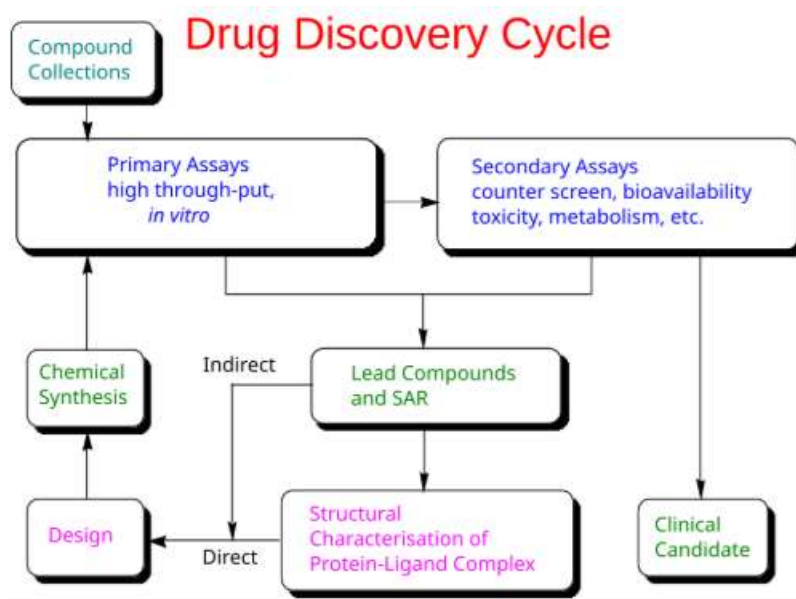 Drug Discovery Cycle
Compound
Collections
Primary Assays
high through-put,
in vitro
Secondary Assays
counter screen, bioavailability
toxicity, metabolism, etc.
Chemical
Synthesis
Indirect
Lead Compounds
and SAR
Design
Direct
Structural
Characterisation of
Protein-Ligand Complex
Clinical
Candidate